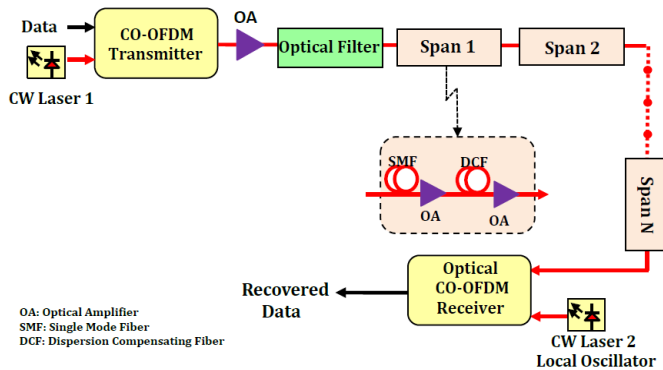 OA
Data
CO-OFDM
Transmitter
Optical Filter
Span 1
Span 2
CW Laser 1
SMF
DCF
OA
OA
Span N
Optical
CO-OFDM
Receiver
Recovered
Data
OA: Optical Amplifier
SMF: Single Mode Fiber
DCF: Dispersion Compensating Fiber
CW Laser 2
Local Oscillator